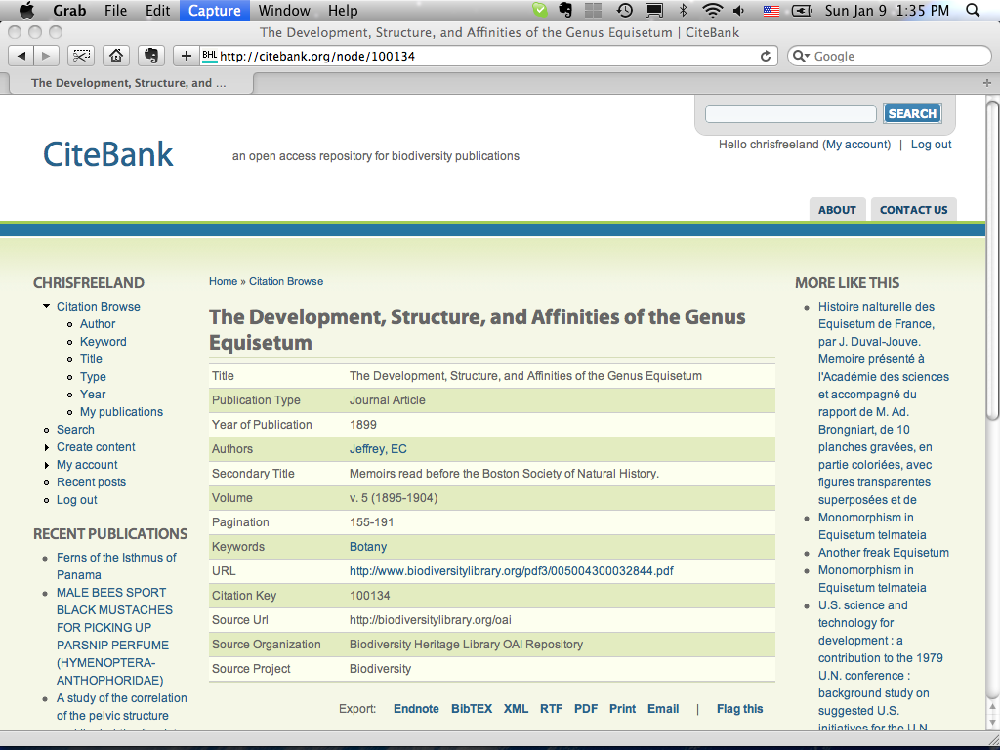 Grab File Edit Capture Window Help Sun Jan 9 1:35 PM
The Development, Structure, and Affinities of the Genus Equisetum | CiteBank
BHL http://citebank.org/node/100134
Google
The Development, Structure, and ...
SEARCH
CiteBank
an open access repository for biodiversity publications
Hello chrisfreeland (My account) | Log out
ABOUT CONTACT US
CHRISFREELAND
Citation Browse
Author
Keyword
Title
Type
Year
My publications
Search
Create content
My account
Recent posts
Log out
RECENT PUBLICATIONS
Ferns of the Isthmus of
Panama
MALE BEES SPORT
BLACK MUSTACHES
FOR PICKING UP
PARSNIP PERFUME
(HYMENOPTERA-
ANTHOPHORIDAE)
A study of the correlation
of the pelvic structure
Home » Citation Browse
The Development, Structure, and Affinities of the Genus
Equisetum
Title The Development, Structure, and Affinities of the Genus Equisetum
Publication Type Journal Article
Year of Publication 1899
Authors Jeffrey, EC
Secondary Title Memoirs read before the Boston Society of Natural History.
Volume v. 5 (1895-1904)
Pagination 155-191
Keywords Botany
URL http://www.biodiversitylibrary.org/pdf3/005004300032844.pdf
Citation Key 100134
Source Url http://biodiversitylibrary.org/oai
Source Organization Biodiversity Heritage Library OAI Repository
Source Project Biodiversity
Export: Endnote BibTEX XML RTF PDF Print Email | Flag this
MORE LIKE THIS
Histoire nalturelle des
Equisetum de France,
par J. Duval-Jouve.
Memoire présenté à
l'Académie des sciences
et accompagné du
rapport de M. Ad.
Brongniart, de 10
planches gravées, en
partie coloriées, avec
figures transparentes
superposées et de
Monomorphism in
Equisetum telmateia
Another freak Equisetum
Monomorphism in
Equisetum telmateia
U.S. science and
technology for
development : a
contribution to the 1979
U.N. conference :
background study on
suggested U.S.
initiatives for the U.N.